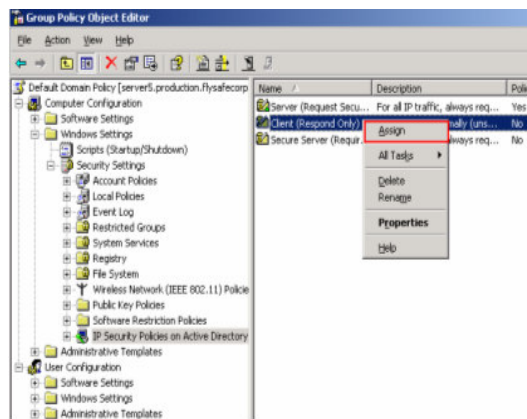 Group Policy Object Editor
File Action View Help
Default Domain Policy [server5.production.flysafecorp
Computer Configuration
Software Settings
Windows Settings
Scripts (Startup/Shutdown)
Security Settings
Account Policies
Local Policies
Event Log
Restricted Groups
System Services
Registry
File System
Wireless Network (IEEE 802.11) Policie
Public Key Policies
Software Restriction Policies
IP Security Policies on Active Directory
Administrative Templates
User Configuration
Software Settings
Windows Settings
Administrative Templates
Name Description Poli
Server (Request Secu... For all IP traffic, always req... Yes
Client (Respond Only) mally (uns... No
Secure Server (Requir... always req... No
Assign
All Tasks
Delete
Rename
Properties
Help